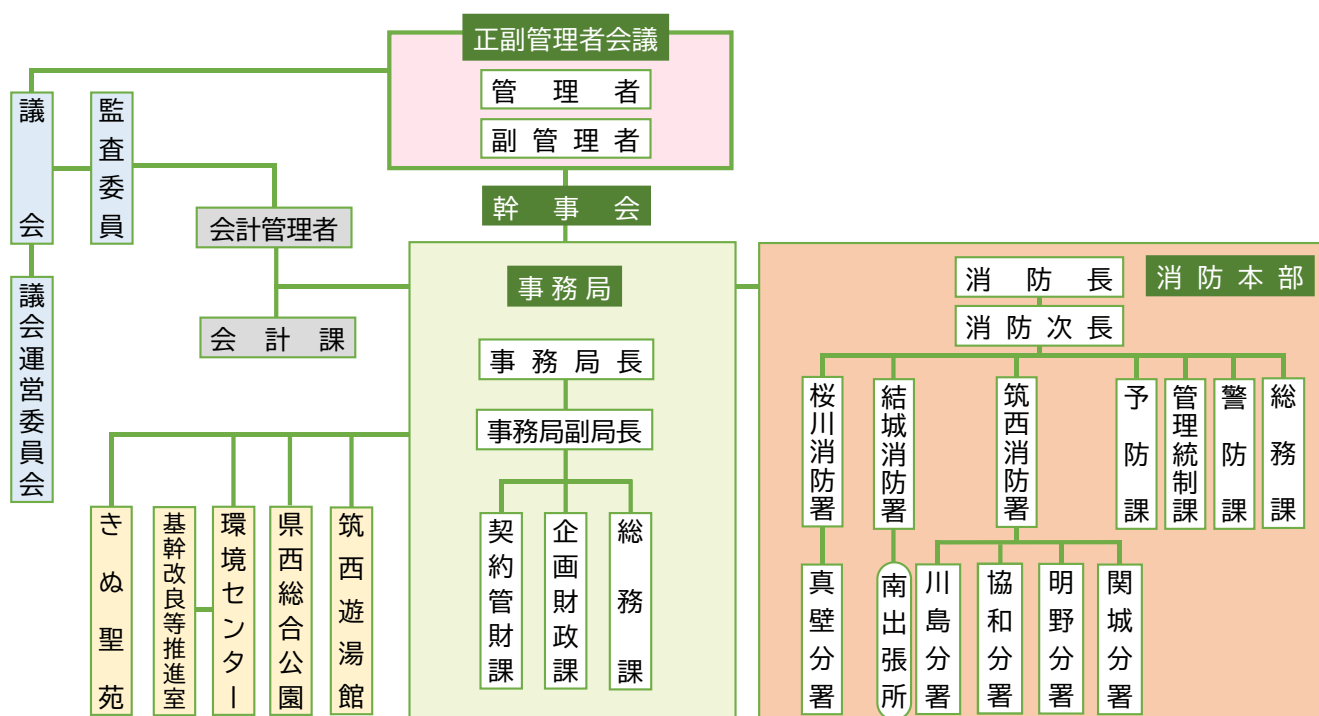 正副管理者会議
管理者
副管理者
議会
監査委員
幹事会
会計管理者
会計課
議会運営委員会
事務局
事務局長
事務局副局長
契約管財課
企画財政課
総務課
きぬ聖苑
基幹改良等推進室
環境センター
県西総合公園
筑西遊湯館
消防本部
消防長
消防次長
桜川消防署
結城消防署
筑西消防署
予防課
管理統制課
警防課
総務課
真壁分署
南出張所
川島分署
協和分署
明野分署
関城分署